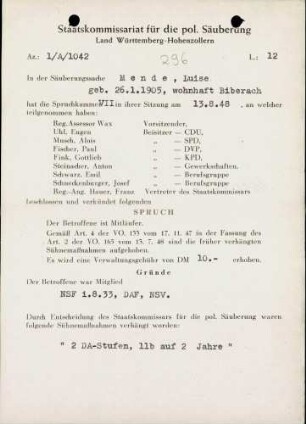 Staatskommissariat für die pol. Säuberung
Land Württemberg-Hohenzollern
Az.: 1/A/1042 296 L.: 12
In der Säuberungssache Mende, Luise
geb. 26.1.1905, wohnhaft Biberach
hat die Spruchkammer VII in ihrer Sitzung am 13.8.48, an welcher
teilgenommen haben:
Reg.Assessor Wax Vorsitzender,
Uhl, Eugen Beisitzer — CDU,
Mosch, Alois „ — SPD,
Fischer, Paul „ — DVP,
Fink, Gottlieb „ — KPD,
Steinacher, Anton „ — Gewerkschaften,
Schwarz, Emil „ — Berufsgruppe
Schneckenburger, Josef „ — Berufsgruppe
Reg.-Ang. Hauer, Franz Vertreter des Staatskommissars
beschlossen und verkündet folgenden
SPRUCH
Der Betroffene ist Mitläufer.
Gemäß Art. 4 der VO. 133 vom 17. 11. 47 in der Fassung des
Art. 2 der VO. 165 vom 13. 7. 48 sind die früher verhängten
Sühnemaßnahmen aufgehoben.
Es wird eine Verwaltungsgebühr von DM 10.- erhoben.
Gründe
Der Betroffene war Mitglied
NSF i.8.33, DAF, NSV.
Durch Entscheidung des Staatskommissars für die pol. Säuberung waren
folgende Sühnemaßnahmen verhängt worden:
" 2 DA-Stufen, 11b auf 2 Jahre "